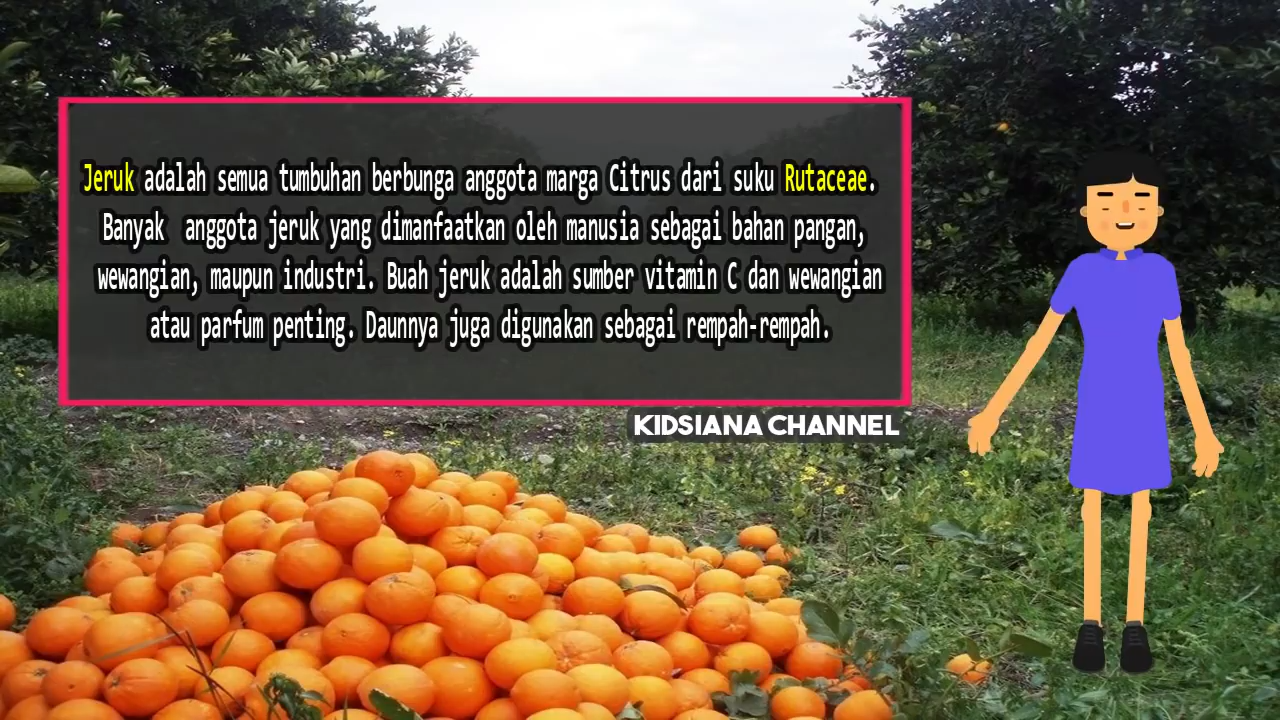 Jeruk adalah semua tumbuhan berbunga anggota marga Citrus dari suku Rutaceae.
Banyak  anggota jeruk yang dimanfaatkan oleh manusia sebagai bahan pangan,
wewangian, maupun industri. Buah jeruk adalah sumber vitamin C dan wewangian
atau parfum penting. Daunnya juga digunakan sebagai rempah-rempah.
KIDSIANA CHANNEL